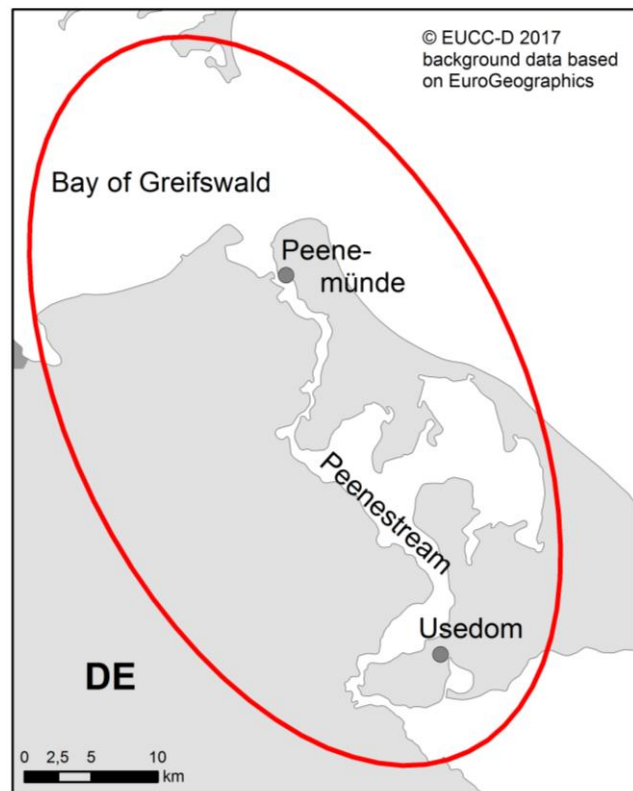 © EUCC-D 2017
background data based
on EuroGeographics
Bay of Greifswald
Peene-
münde
Peenestream
Usedom
DE
0 2,5 5 10
km